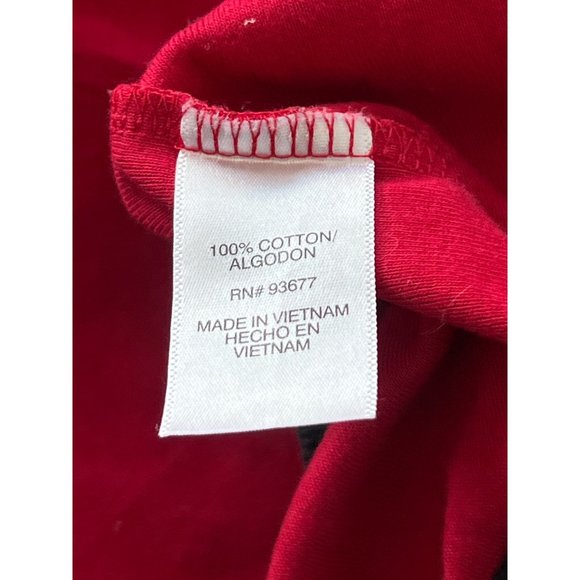 100% COTTON/
ALGODON
RN# 93677
MADE IN VIETNAM
HECHO EN
VIETNAM